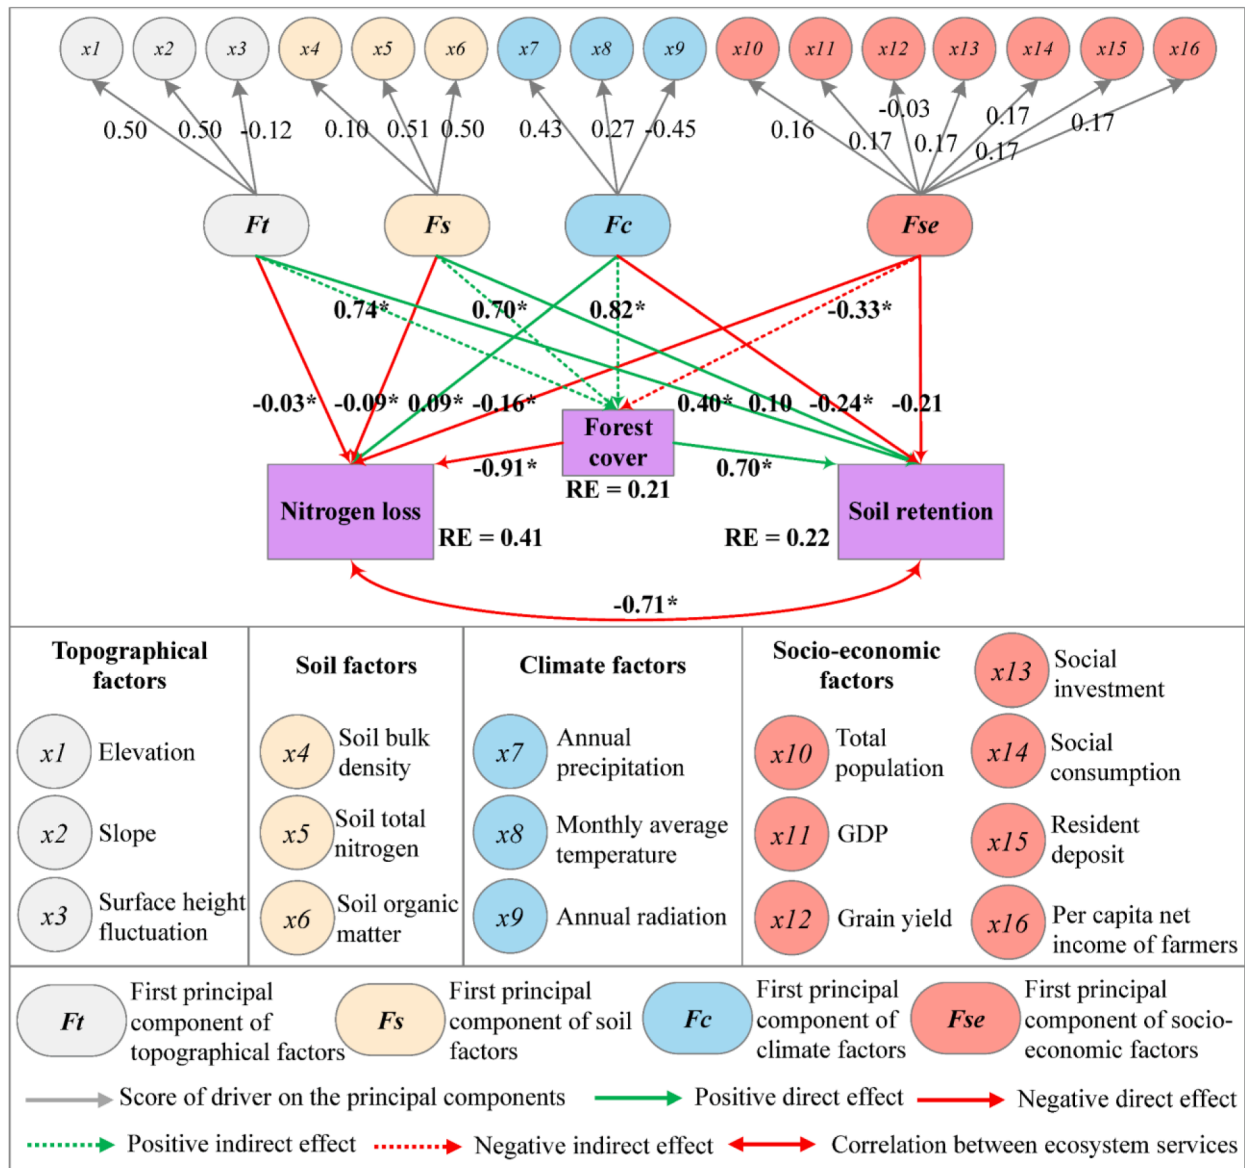 x1 x2 x3 x4 x5 x6 x7 x8 x9 x10 x11 x12 x13 x14 x15 x16
0.50 0.50 -0.12 0.10 0.51 0.50 0.43 0.27 -0.45 0.16 0.17 -0.03 0.17 0.17 0.17 0.17
Ft Fs Fc Fse
0.74* 0.70* 0.82* -0.33*
-0.03* -0.09* 0.09* -0.16* 0.40* 0.10 -0.24* -0.21
Forest
cover
-0.91* 0.70*
RE = 0.21
Nitrogen loss Soil retention
RE = 0.41 RE = 0.22
-0.71*
Topographical
factors
x1 Elevation
x2 Slope
x3 Surface height
fluctuation
Soil factors
x4 Soil bulk
density
x5 Soil total
nitrogen
x6 Soil organic
matter
Climate factors
x7 Annual
precipitation
x8 Monthly average
temperature
x9 Annual radiation
Socio-economic
factors
x10 Total
population
x11 GDP
x12 Grain yield
x13 Social
investment
x14 Social
consumption
x15 Resident
deposit
x16 Per capita net
income of farmers
Ft First principal
component of
topographical factors
Fs First principal
component of soil
factors
Fc First principal
component of
climate factors
Fse First principal
component of socio-
economic factors
Score of driver on the principal components Positive direct effect Negative direct effect
Positive indirect effect Negative indirect effect Correlation between ecosystem services